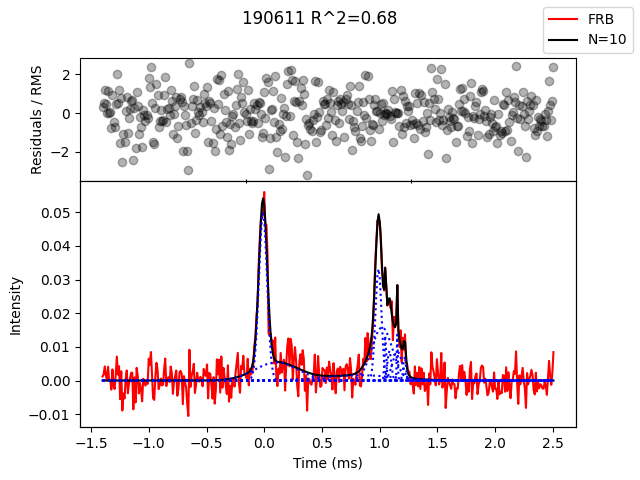 190611 R^2=0.68
FRB
N=10
2
0
−2
Residuals / RMS
0.05
0.04
0.03
0.02
0.01
0.00
−0.01
Intensity
−1.5 −1.0 −0.5 0.0 0.5 1.0 1.5 2.0 2.5
Time (ms)